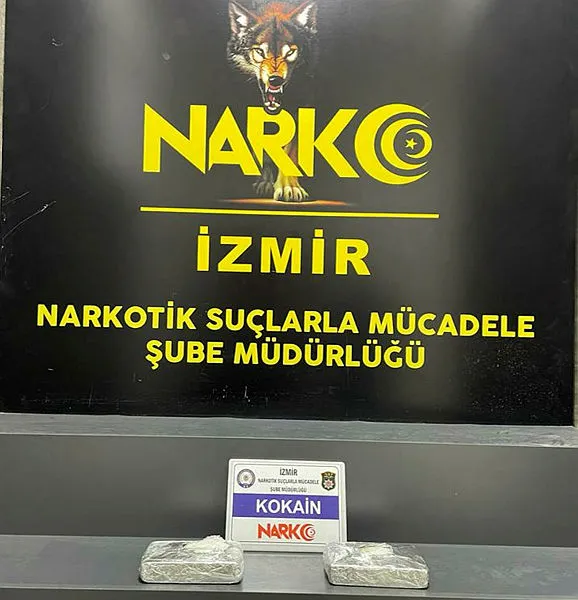 NARKO
İZMİR
NARKOTİK SUÇLARLA MÜCADELE
ŞUBE MÜDÜRLÜĞÜ
İZMİR
NARKOTİK SUÇLARLA MÜCADELE
ŞUBE MÜDÜRLÜĞÜ
KOKAİN
NARKO